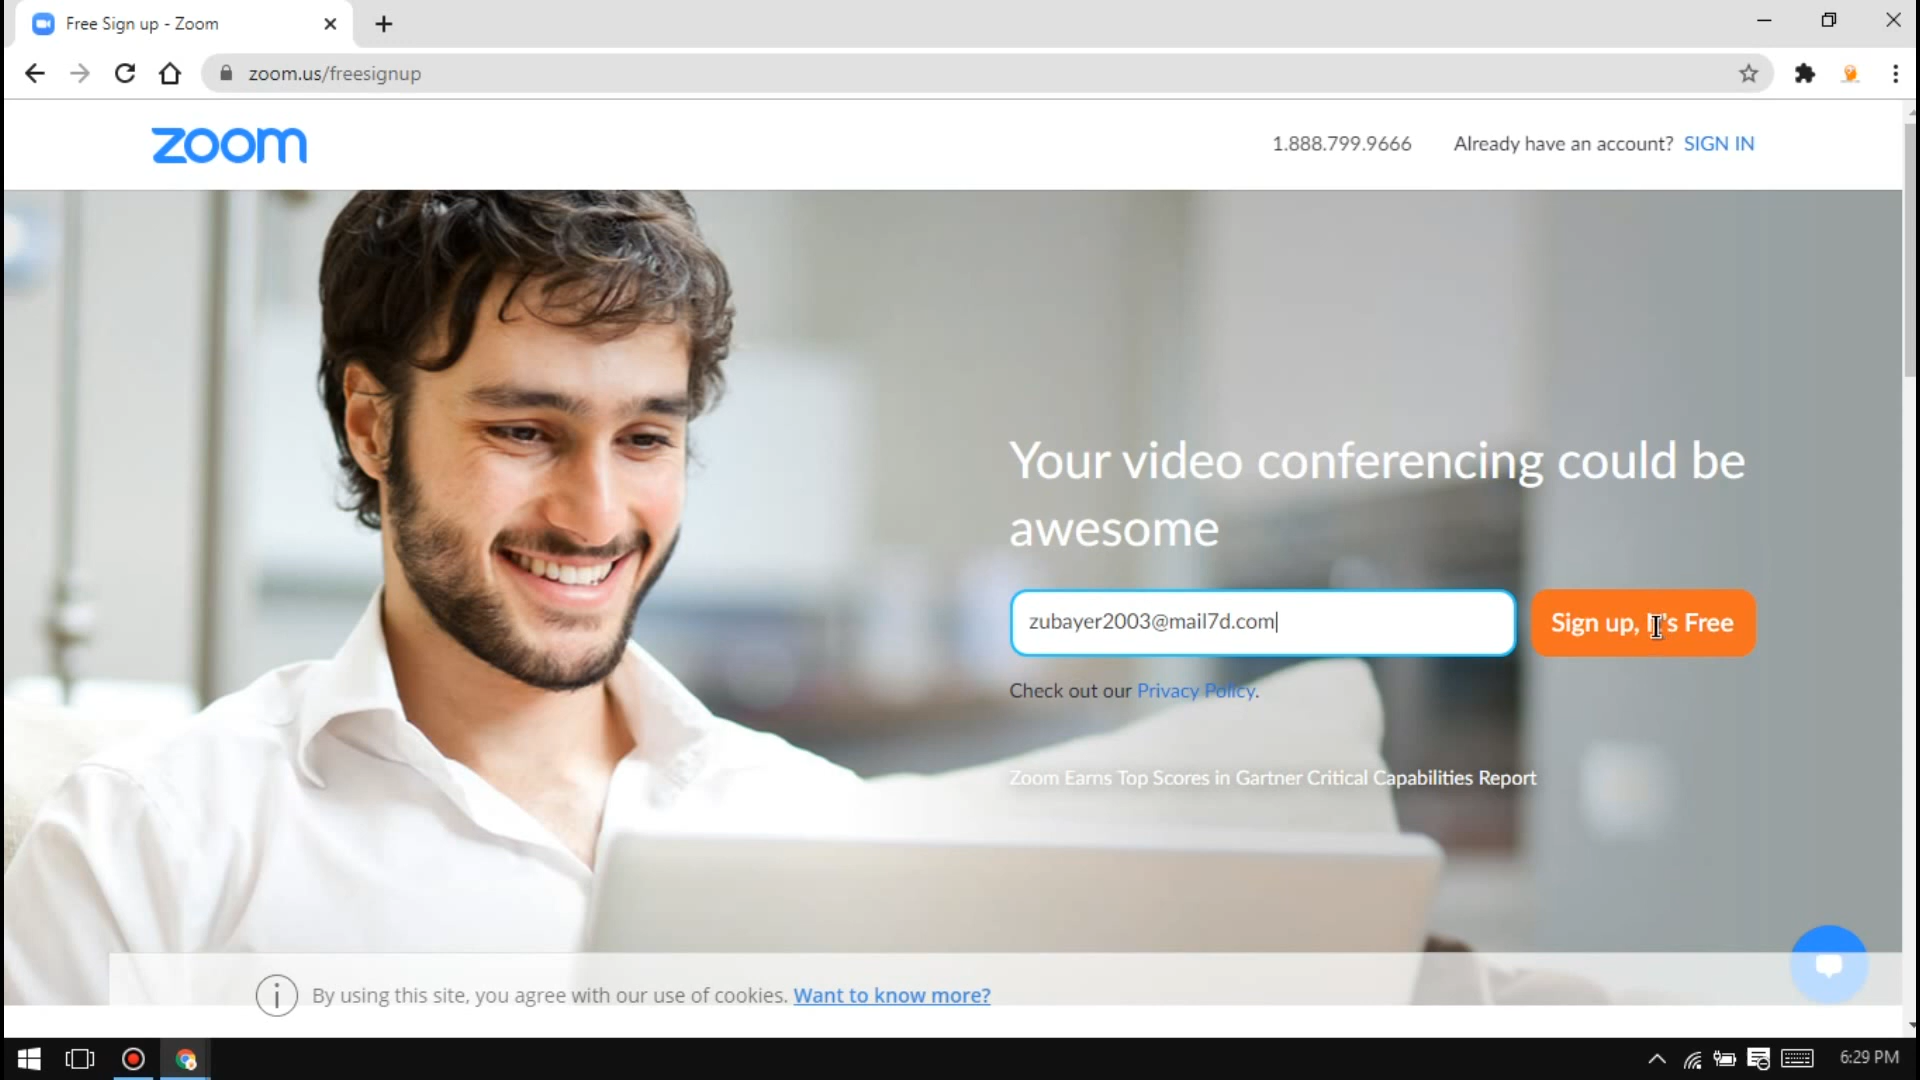 Free Sign up - Zoom
zoom.us/freesignup
zoom
1.888.799.9666
Already have an account? SIGN IN
Your video conferencing could be
awesome
zubayer2003@mail7d.com
Sign up, It's Free
Check out our Privacy Policy.
Zoom Earns Top Scores in Gartner Critical Capabilities Report
By using this site, you agree with our use of cookies. Want to know more?
6:29 PM